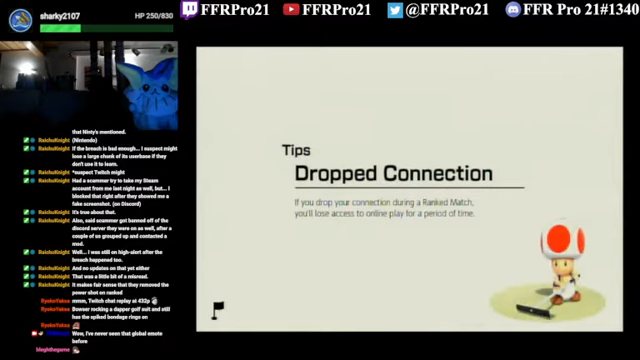 sharky2107
HP 250/830
FFRPro21
FFRPro21
@FFRPro21
FFR Pro 21#1340
that Ninty's mentioned.
RaichuKnight (Nintendo)
RaichuKnight If the breach is bad enough... I suspect might
lose a large chunk of its userbase if they
don't use it to learn.
RaichuKnight *suspect Twitch might
RaichuKnight Had a scammer try to take my Steam
account from me last night as well, but... I
blocked that right after they showed me a
fake screenshot. (on Discord)
RaichuKnight It's true about that.
RaichuKnight Also, said scammer got banned off of the
discord server they were on as well, after a
couple of us grouped up and contacted a
mod.
RaichuKnight Well... I was still on high-alert after the
breach happened too.
RaichuKnight And no updates on that yet either
RaichuKnight That was a little bit of a misread.
RaichuKnight It makes fair sense that they removed the
power shot on ranked
mmm, Twitch chat replay at 432p
Bowser rocking a dapper golf suit and still
has the spiked bondage rings on
Wow, I've never seen that global emote
before
bleghthegame
Tips
Dropped Connection
If you drop your connection during a Ranked Match,
you'll lose access to online play for a period of time.